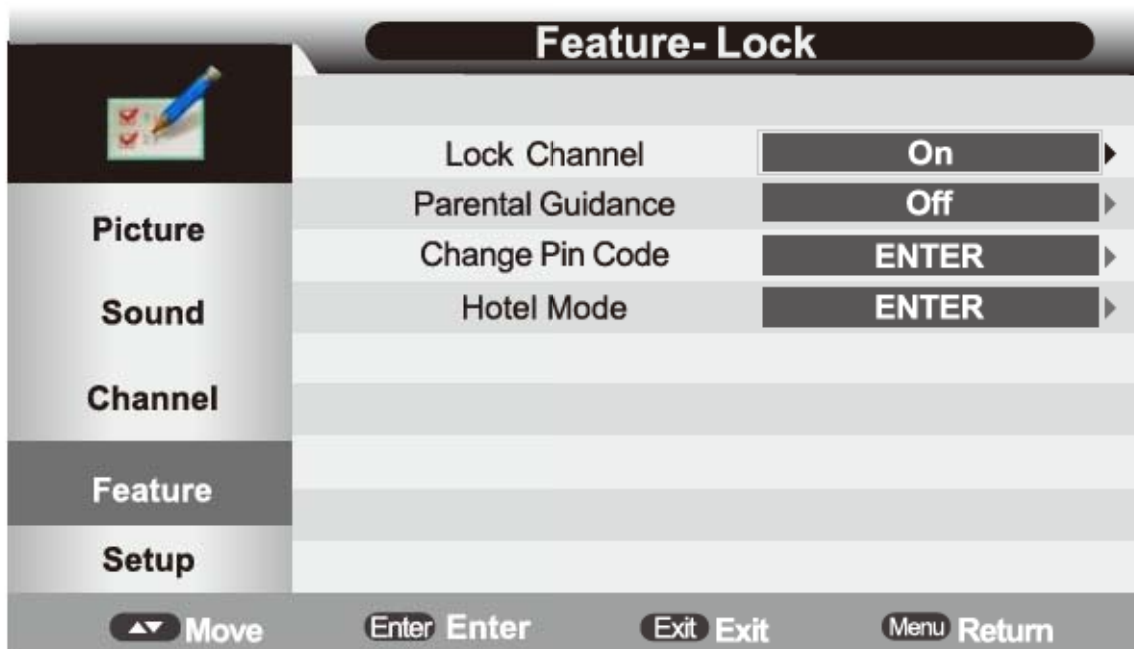 Feature- Lock
Lock Channel On
Parental Guidance Off
Change Pin Code ENTER
Hotel Mode ENTER
Picture
Sound
Channel
Feature
Setup
Move Enter Enter Exit Exit Menu Return